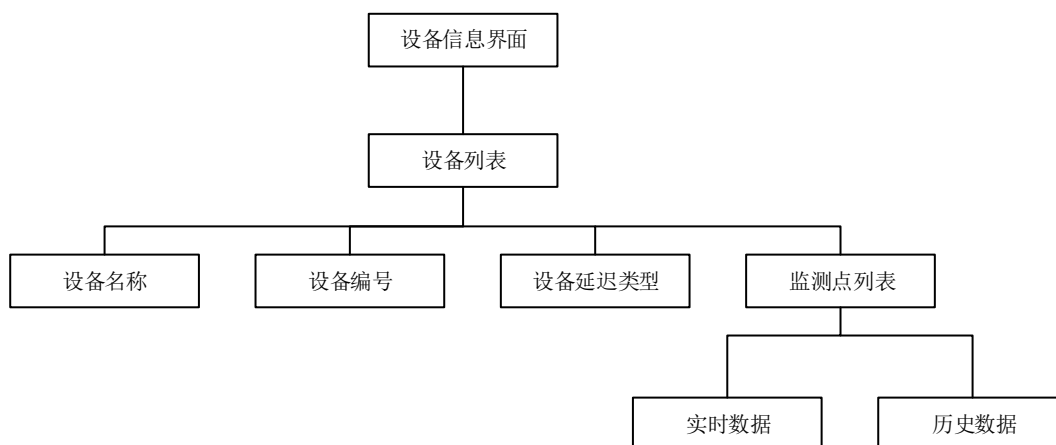 设备信息界面
设备列表
设备名称
设备编号
设备延迟类型
监测点列表
实时数据
历史数据